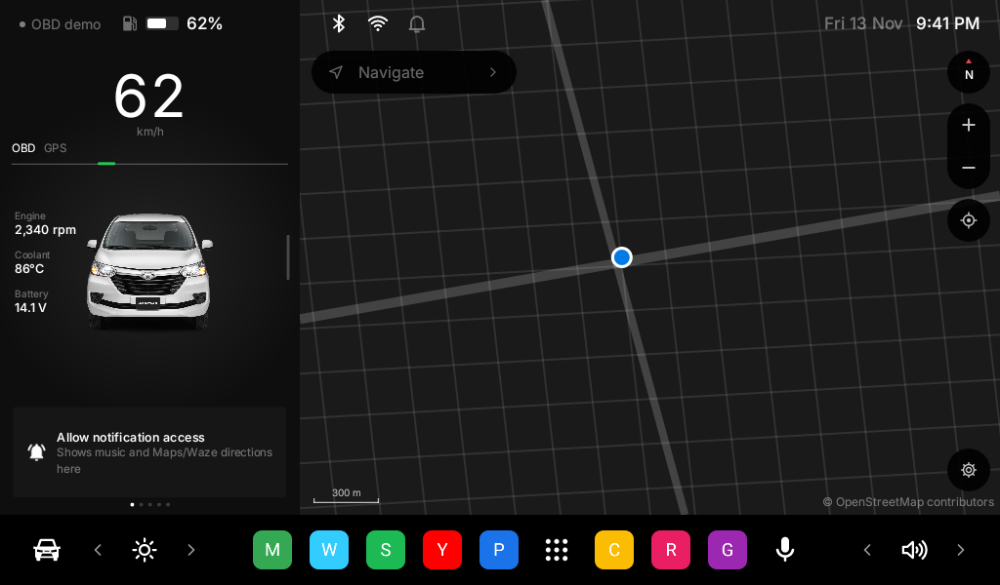 OBD demo
62%
Fri 13 Nov
9:41 PM
62
km/h
OBD GPS
Navigate
N
+
−
Engine
2,340 rpm
Coolant
86°C
Battery
14.1 V
Allow notification access
Shows music and Maps/Waze directions
here
300 m
© OpenStreetMap contributors
M
W
S
Y
P
C
R
G